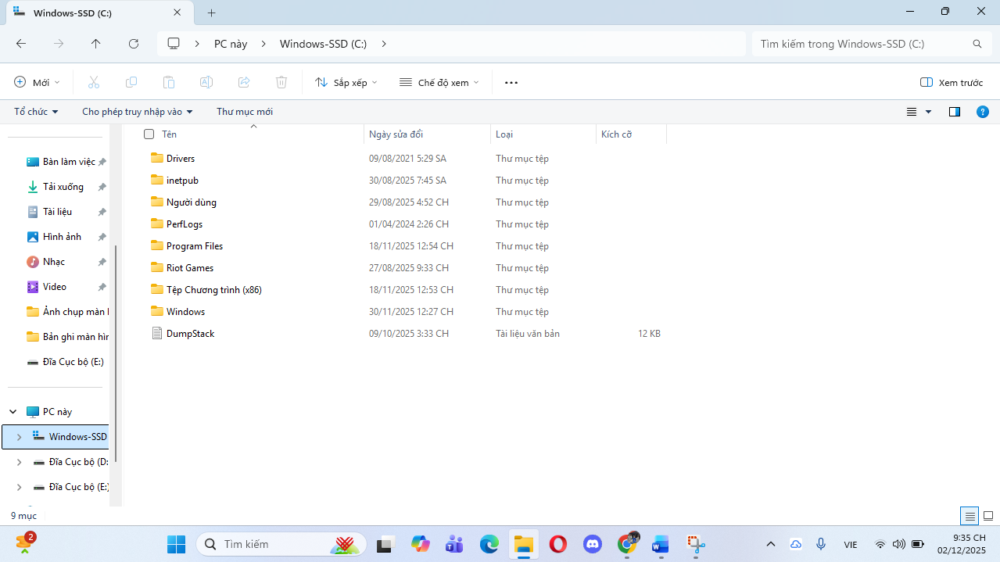 Windows-SSD (C:)
PC này
Windows-SSD (C:)
Tìm kiếm trong Windows-SSD (C:)
Mới
Sắp xếp
Chế độ xem
Xem trước
Tổ chức
Cho phép truy nhập vào
Thư mục mới
Tên
Ngày sửa đổi
Loại
Kích cỡ
Drivers 09/08/2021 5:29 SA Thư mục tệp
inetpub 30/08/2025 7:45 SA Thư mục tệp
Người dùng 29/08/2025 4:52 CH Thư mục tệp
PerfLogs 01/04/2024 2:26 CH Thư mục tệp
Program Files 18/11/2025 12:54 CH Thư mục tệp
Riot Games 27/08/2025 9:33 CH Thư mục tệp
Tệp Chương trình (x86) 18/11/2025 12:53 CH Thư mục tệp
Windows 30/11/2025 12:27 CH Thư mục tệp
DumpStack 09/10/2025 3:33 CH Tài liệu văn bản 12 KB
Bàn làm việc
Tải xuống
Tài liệu
Hình ảnh
Nhạc
Video
Ảnh chụp màn
Bản ghi màn hìn
Đĩa Cục bộ (E:)
PC này
Windows-SSD
Đĩa Cục bộ (D:
Đĩa Cục bộ (E:)
9 mục
2
Tìm kiếm
VIE
9:35 CH
02/12/2025